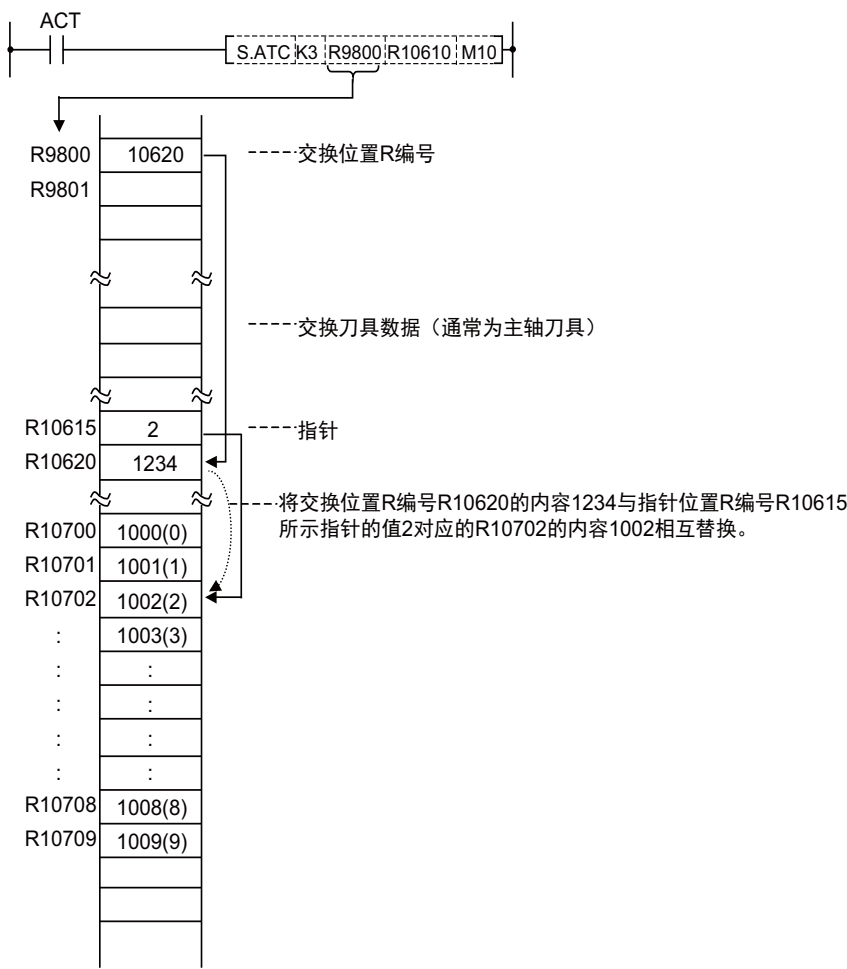 ACT
S.ATC K3 R9800 R10610 M10
R9800 10620 交换位置R编号
R9801
交换刀具数据（通常为主轴刀具）
R10615 2 指针
R10620 1234
将交换位置R编号R10620的内容1234与指针位置R编号R10615
所示指针的值2对应的R10702的内容1002相互替换。
R10700 1000(0)
R10701 1001(1)
R10702 1002(2)
: 1003(3)
: :
: :
: :
: :
R10708 1008(8)
R10709 1009(9)